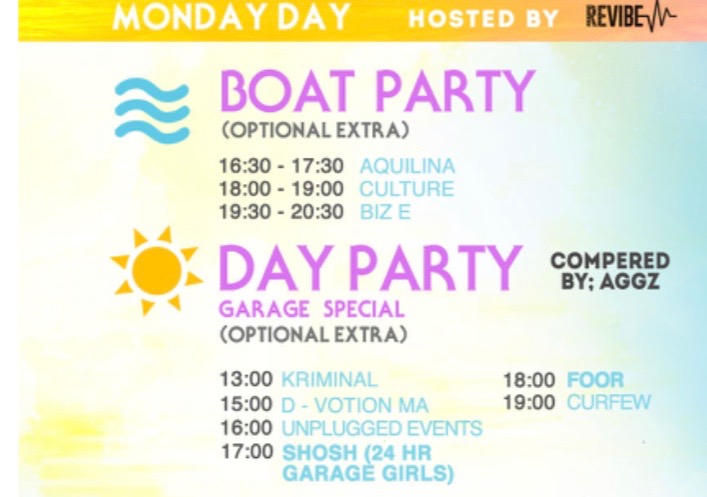 MONDAY DAY HOSTED BY REVIBE
BOAT PARTY
(OPTIONAL EXTRA)
16:30 - 17:30 AQUILINA
18:00 - 19:00 CULTURE
19:30 - 20:30 BIZ E
DAY PARTY
GARAGE SPECIAL
(OPTIONAL EXTRA)
COMPERED
BY; AGGZ
13:00 KRIMINAL
15:00 D - VOTION MA
16:00 UNPLUGGED EVENTS
17:00 SHOSH (24 HR
GARAGE GIRLS)
18:00 FOOR
19:00 CURFEW